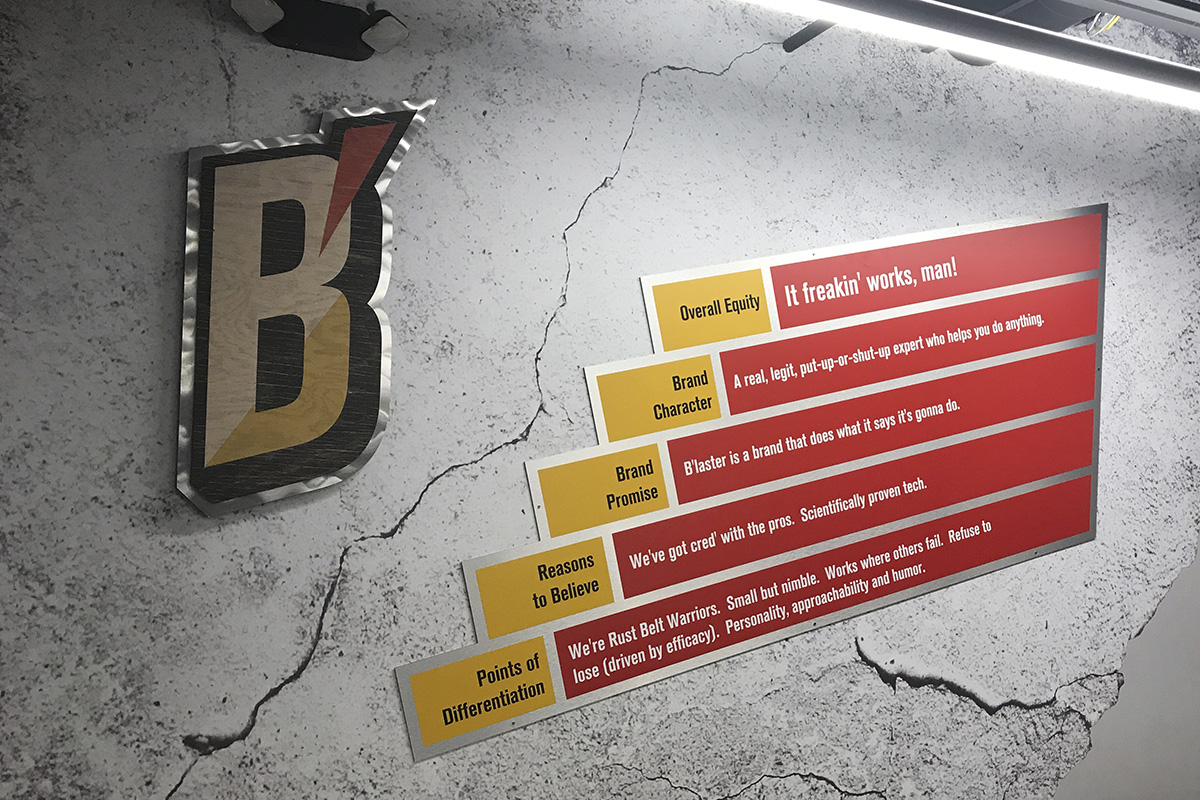 B'
Overall Equity
It freakin' works, man!
Brand
Character
A real, legit, put-up-or-shut-up expert who helps you do anything.
Brand
Promise
B'laster is a brand that does what it says it's gonna do.
Reasons
to Believe
We've got cred' with the pros. Scientifically proven tech.
Points of
Differentiation
We're Rust Belt Warriors. Small but nimble. Works where others fail. Refuse to
lose (driven by efficacy). Personality, approachability and humor.